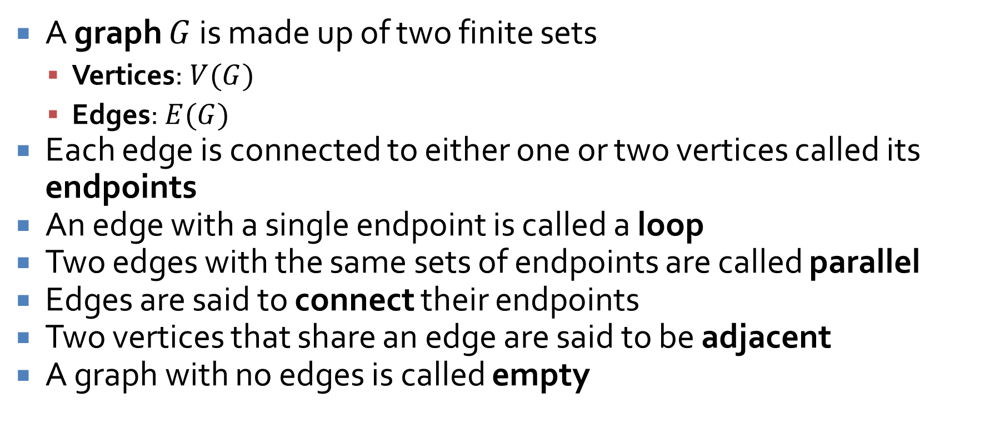 A graph G is made up of two finite sets
Vertices: V(G)
Edges: E(G)
Each edge is connected to either one or two vertices called its
endpoints
An edge with a single endpoint is called a loop
Two edges with the same sets of endpoints are called parallel
Edges are said to connect their endpoints
Two vertices that share an edge are said to be adjacent
A graph with no edges is called empty